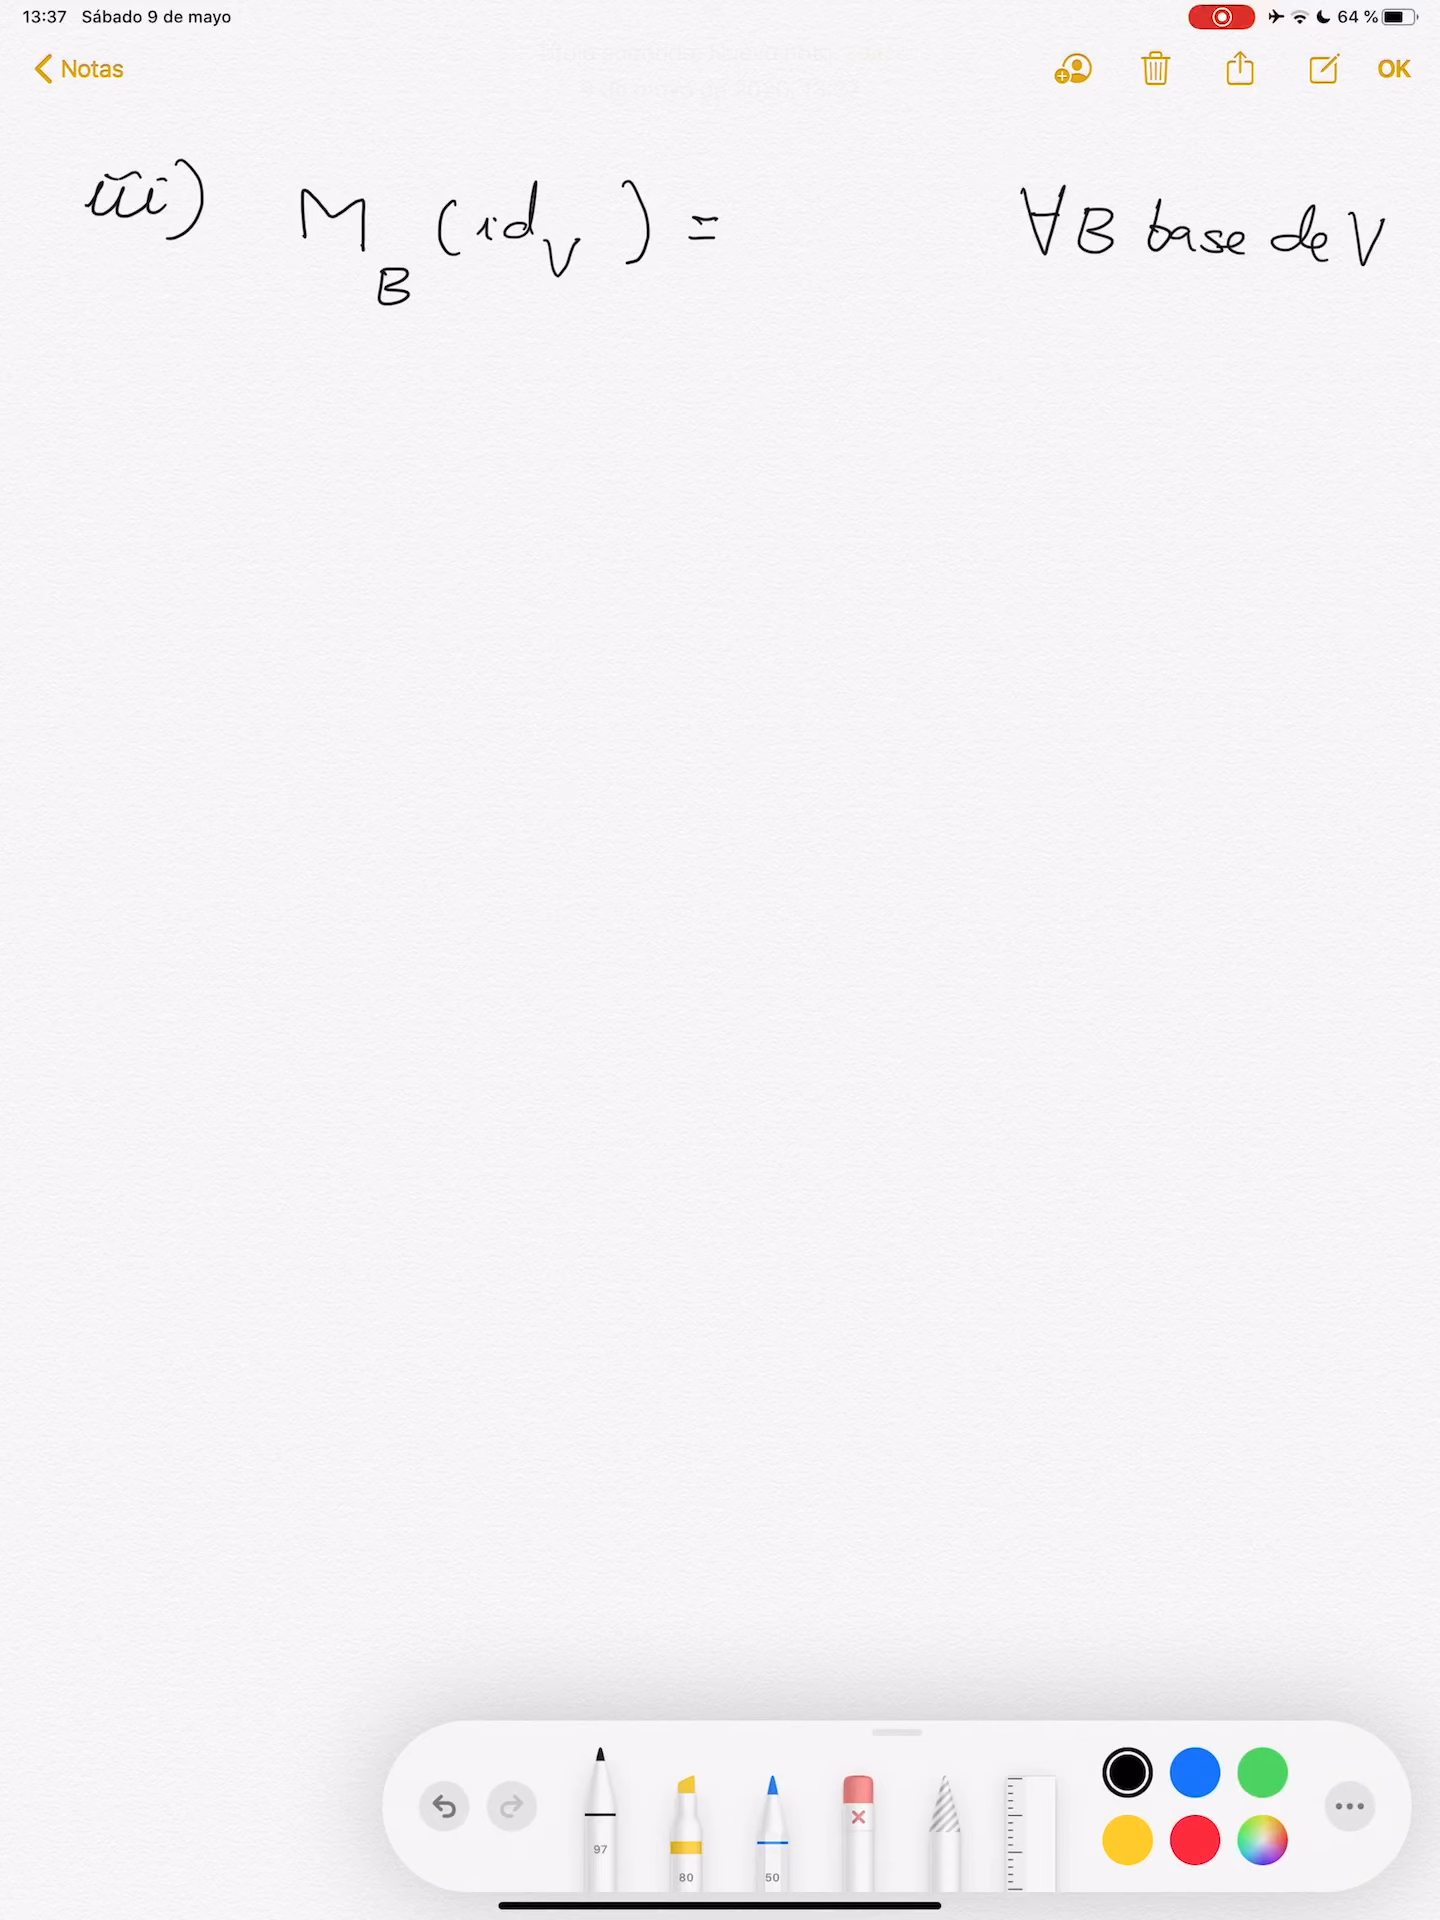 13:37 Sábado 9 de mayo 64 %
Notas OK
iii) M_B (id_V) = ∀B base de V
97
80
50